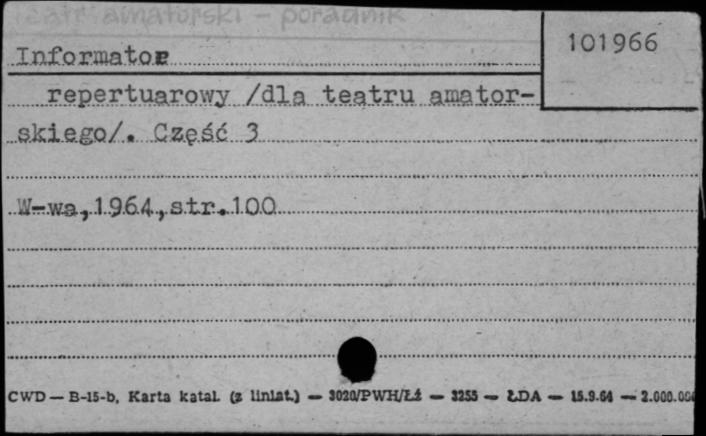 teatr amatorski - poradnik
101966
Informator
repertuarowy /dla teatru amator-
skiego/. Część 3
W-wa,1964,str.100
CWD — B-15-b, Karta katal. (z liniat.) — 3020/PWH/Łź — 3255 — ŁDA — 15.9.64 — 2.000.000